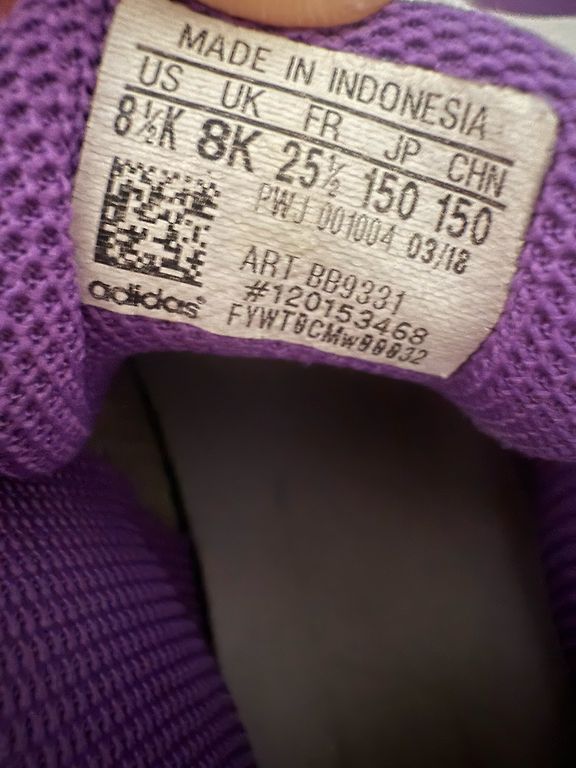 MADE IN INDONESIA
US UK FR JP CHN
8½K 8K 25½ 150 150
PWJ 001004 03/18
ART BB9331
#120153468
adidas